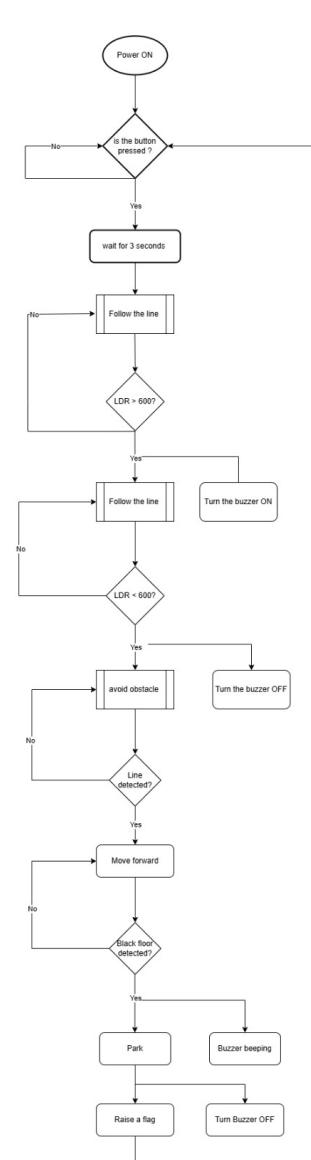 Power ON
is the button
pressed ?
No
Yes
wait for 3 seconds
No
Follow the line
LDR > 600?
Yes
Follow the line
Turn the buzzer ON
No
LDR < 600?
Yes
avoid obstacle
Turn the buzzer OFF
No
Line
detected?
Yes
Move forward
No
Black floor
detected?
Yes
Park
Buzzer beeping
Raise a flag
Turn Buzzer OFF